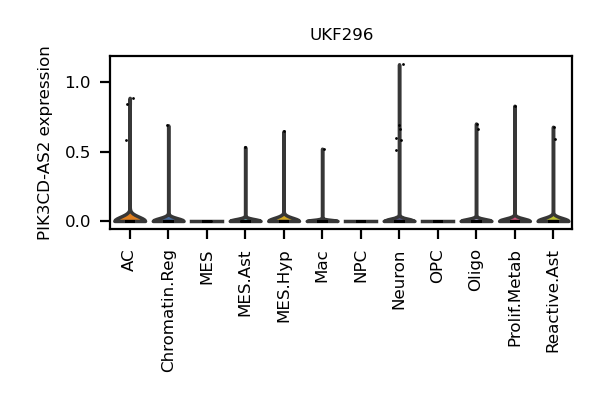 UKF296
PIK3CD-AS2 expression
1.0
0.5
0.0
AC
Chromatin.Reg
MES
MES.Ast
MES.Hyp
Mac
NPC
Neuron
OPC
Oligo
Prolif.Metab
Reactive.Ast